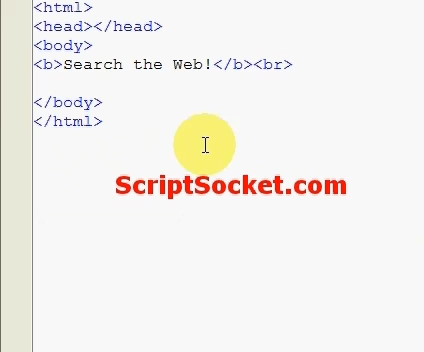 <html>
<head></head>
<body>
<b>Search the Web!</b><br>
</body>
</html>
ScriptSocket.com